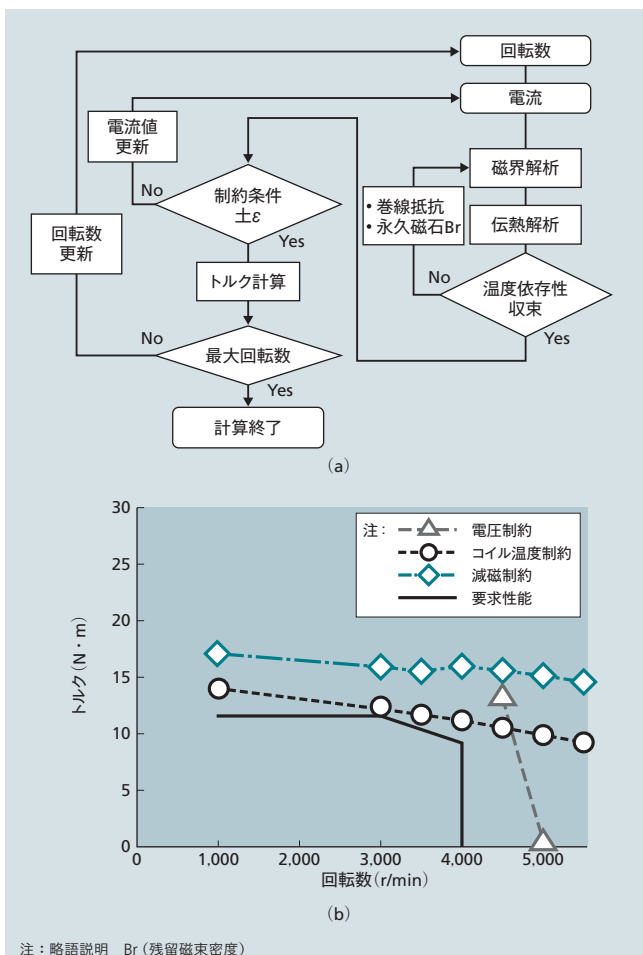 回転数
電流
電流値
更新
磁界解析
No
制約条件
±ε
• 巻線抵抗
• 永久磁石Br
伝熱解析
回転数
更新
Yes
トルク計算
No
温度依存性
収束
Yes
No
最大回転数
Yes
計算終了
(a)
30
25
20
15
10
5
0
トルク(N・m)
注:
電圧制約
コイル温度制約
減磁制約
要求性能
0
1,000
2,000
3,000
4,000
5,000
回転数(r/min)
(b)
注:略語説明 Br(残留磁束密度)